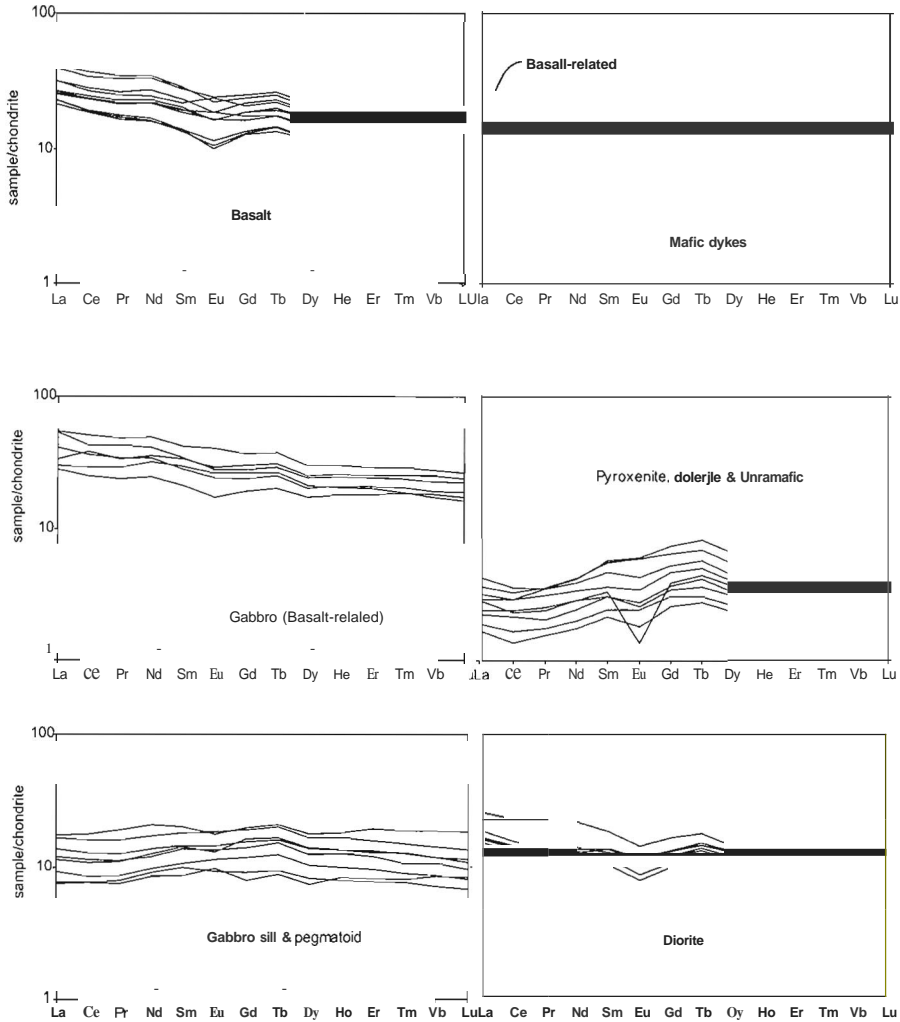 100
10
1
sample/chondrite
Basalt
La Ce Pr Nd Sm Eu Gd Tb Dy He Er Tm Vb LU
Basall-related
Mafic dykes
la Ce Pr Nd Sm Eu Gd Tb Dy Ho Er Tm Vb Lu
100
10
1
sample/chondrite
Gabbro (Basalt-relaled)
La Ce Pr Nd Sm Eu Gd Tb Dy He Er Tm Vb
Pyroxenite, dolerjle & Unramafic
La Ce Pr Nd Sm Eu Gd Tb Dy He Er Tm Vb Lu
100
10
1
sample/chondrite
Gabbro sill & pegmatoid
La Ce Pr Nd Sm Eu Gd Tb Dy Ho Er Tm Vb Lu
Diorite
La Ce Pr Nd Sm Eu Gd Tb Oy Ho Er Tm Vb Lu